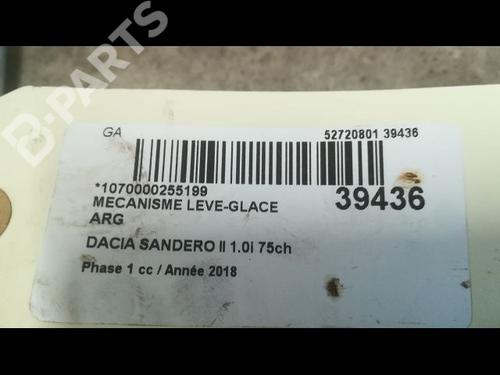 B-PARTS
GA
52720801 39436
*1070000255199
MECANISME LEVE-GLACE
ARG
39436
DACIA SANDERO II 1.0i 75ch
Phase 1 cc / Année 2018